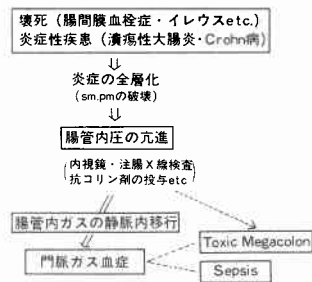 壊死（腸間膜血栓症・イレウスetc.）
炎症性疾患（潰瘍性大腸炎・Crohn病）
炎症の全層化
(sm.pmの破壊)
腸管内圧の亢進
(内視鏡・注腸X線検査
抗コリン剤の投与etc
腸管内ガスの静脈内移行
Toxic Megacolon
門脈ガス血症
Sepsis